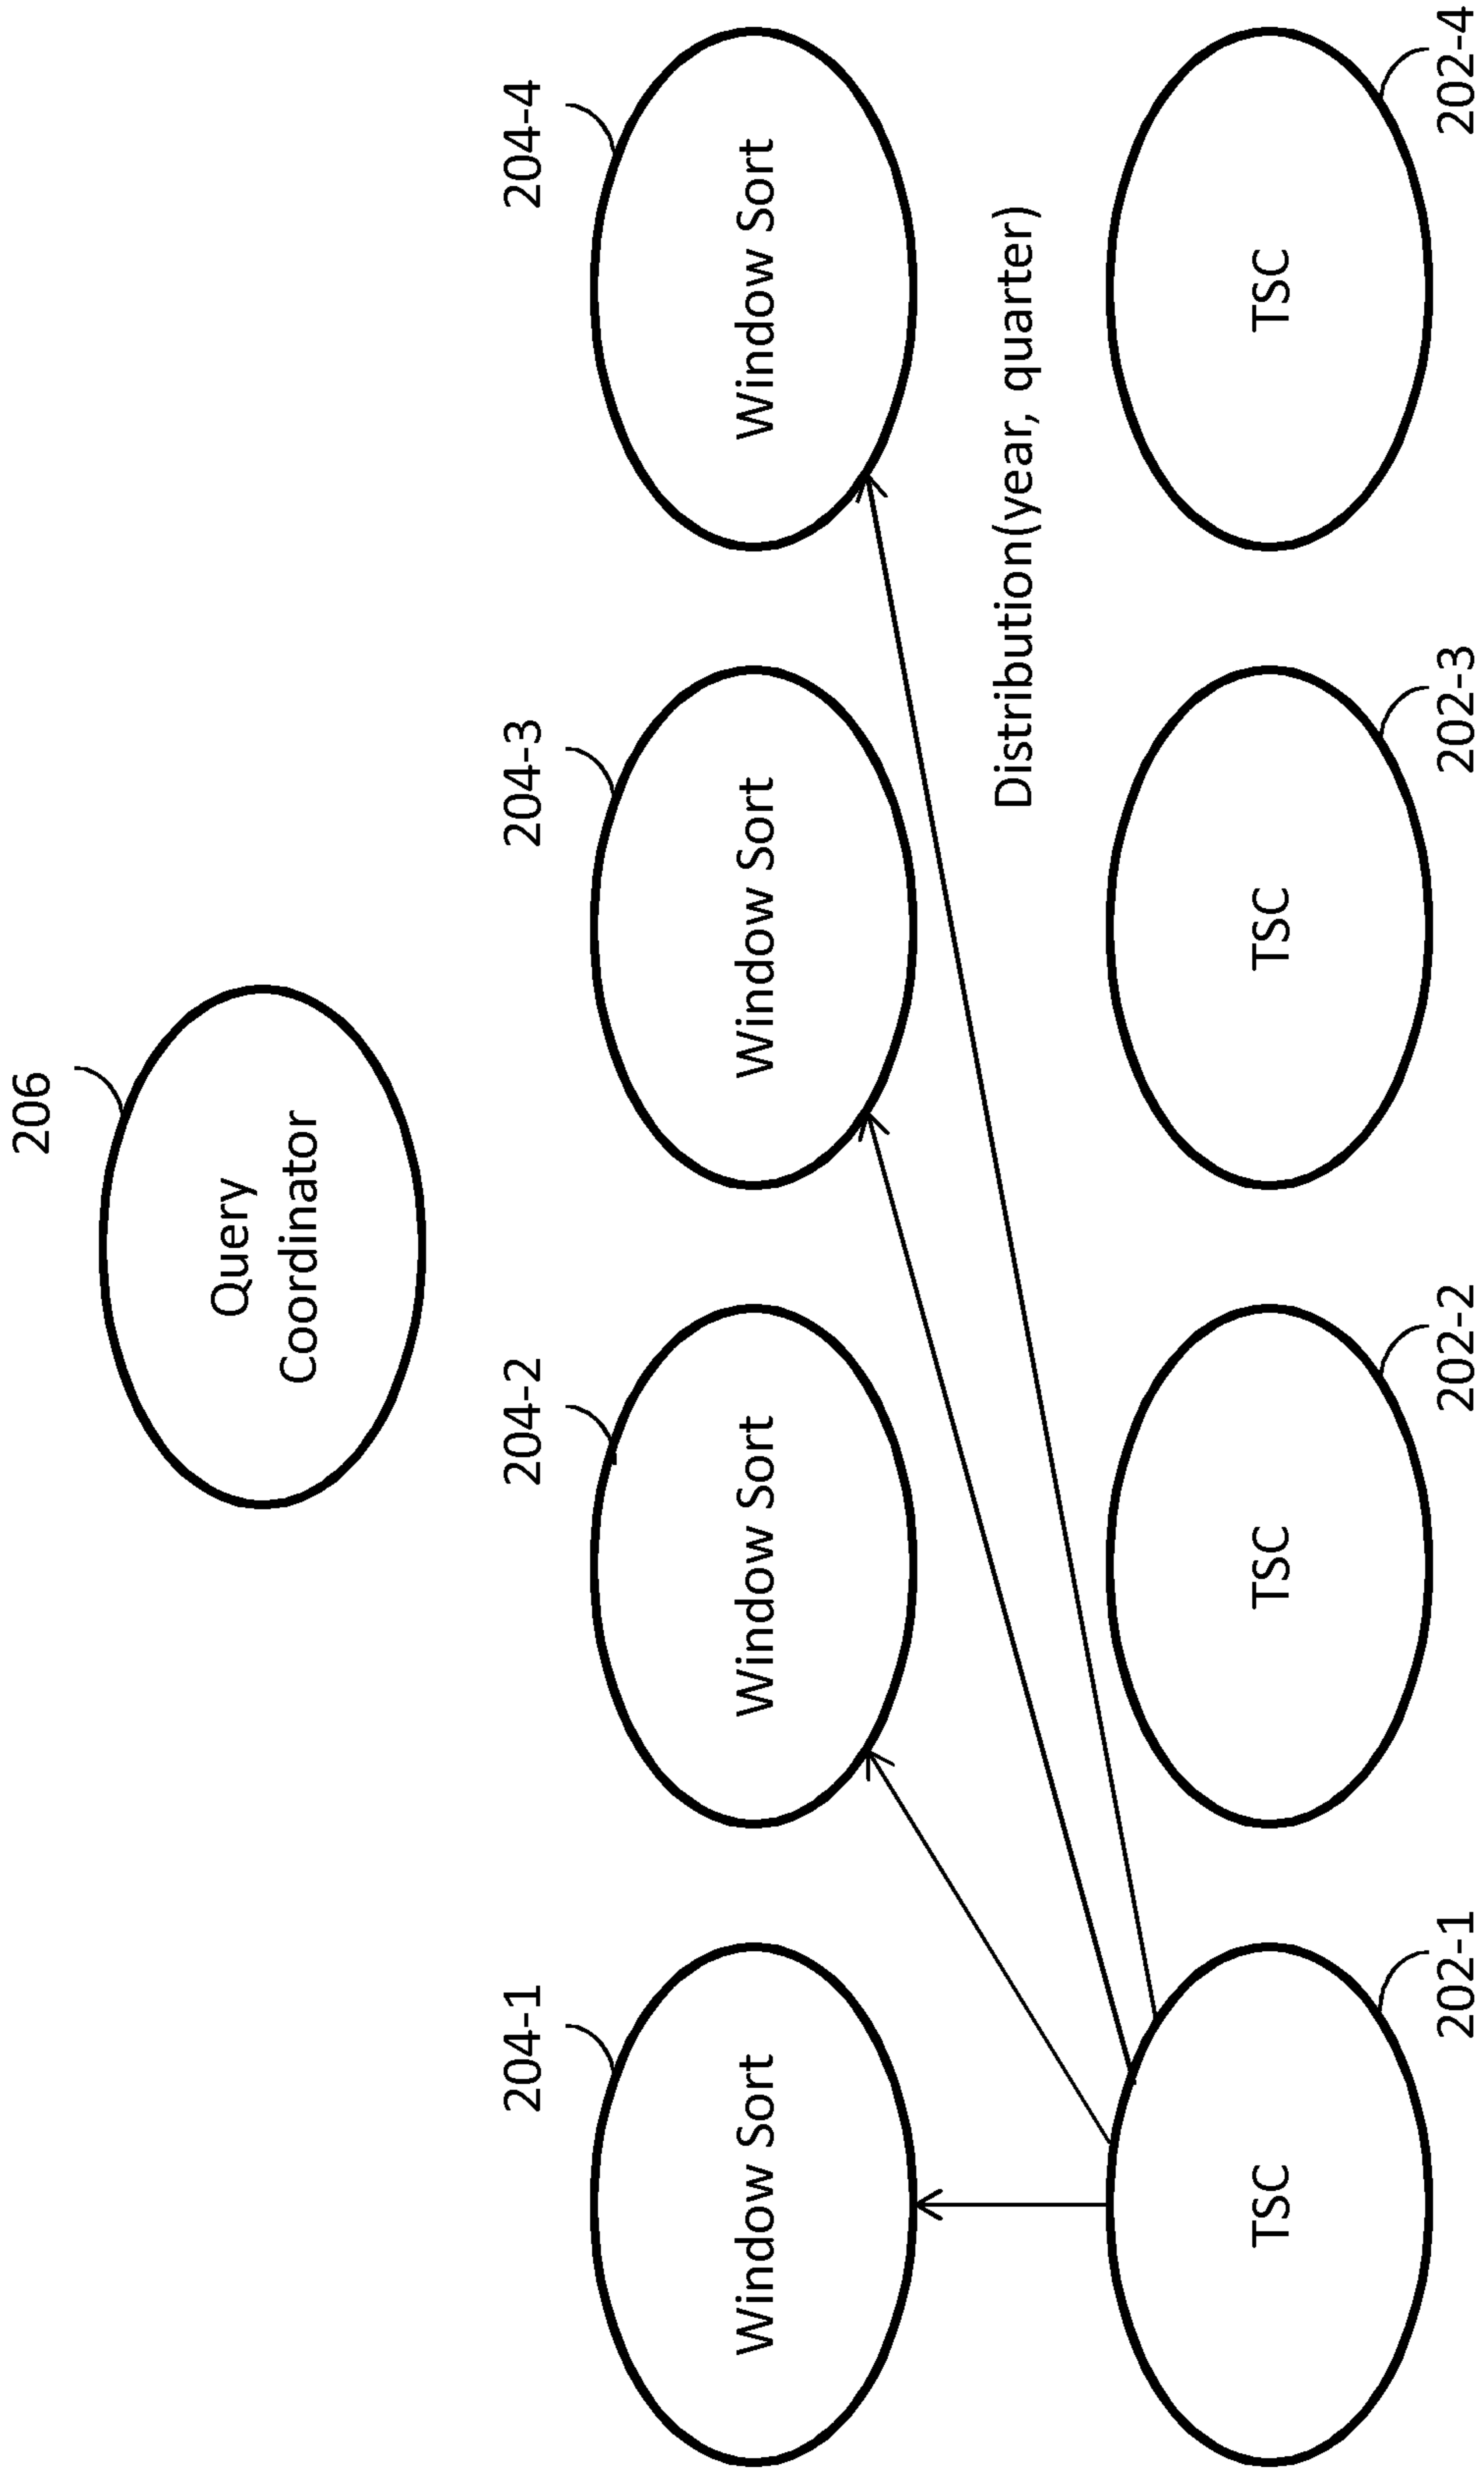 206
Query
Coordinator
204-1
204-2
204-3
204-4
Window Sort
Window Sort
Window Sort
Window Sort
Distribution(year, quarter)
TSC
TSC
TSC
TSC
202-1
202-2
202-3
202-4